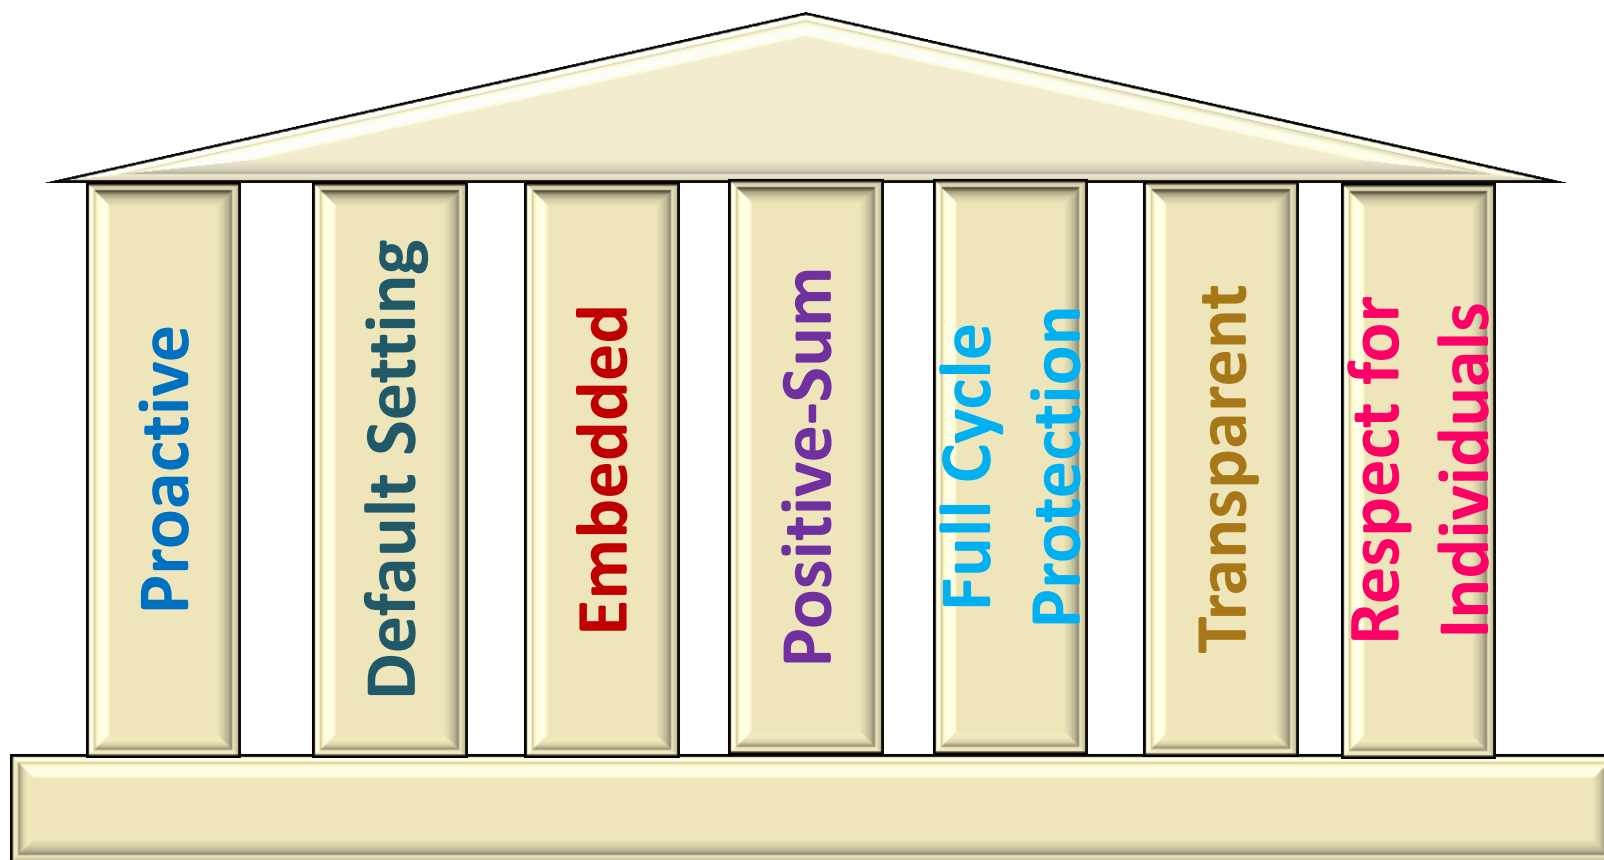 Proactive
Default Setting
Embedded
Positive-Sum
Full Cycle
Protection
Transparent
Respect for
Individuals